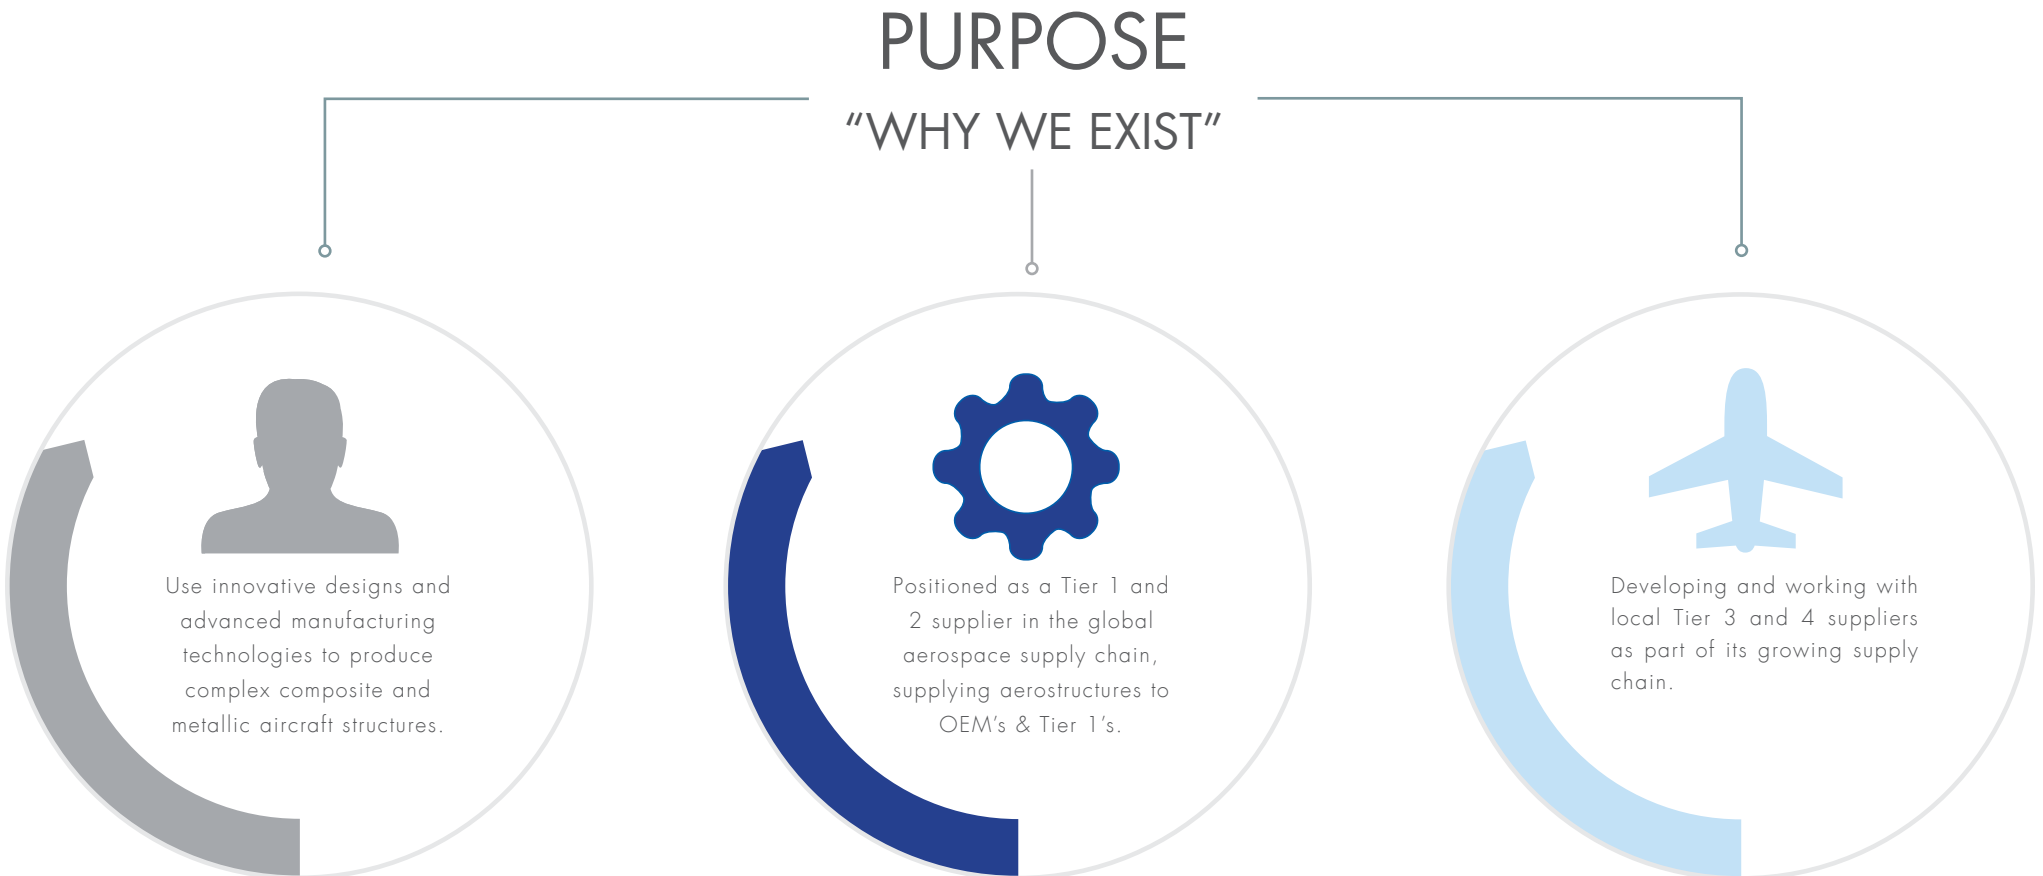 PURPOSE
“WHY WE EXIST”
Use innovative designs and
advanced manufacturing
technologies to produce
complex composite and
metallic aircraft structures.
Positioned as a Tier 1 and
2 supplier in the global
aerospace supply chain,
supplying aerostructures to
OEM’s & Tier 1’s.
Developing and working with
local Tier 3 and 4 suppliers
as part of its growing supply
chain.